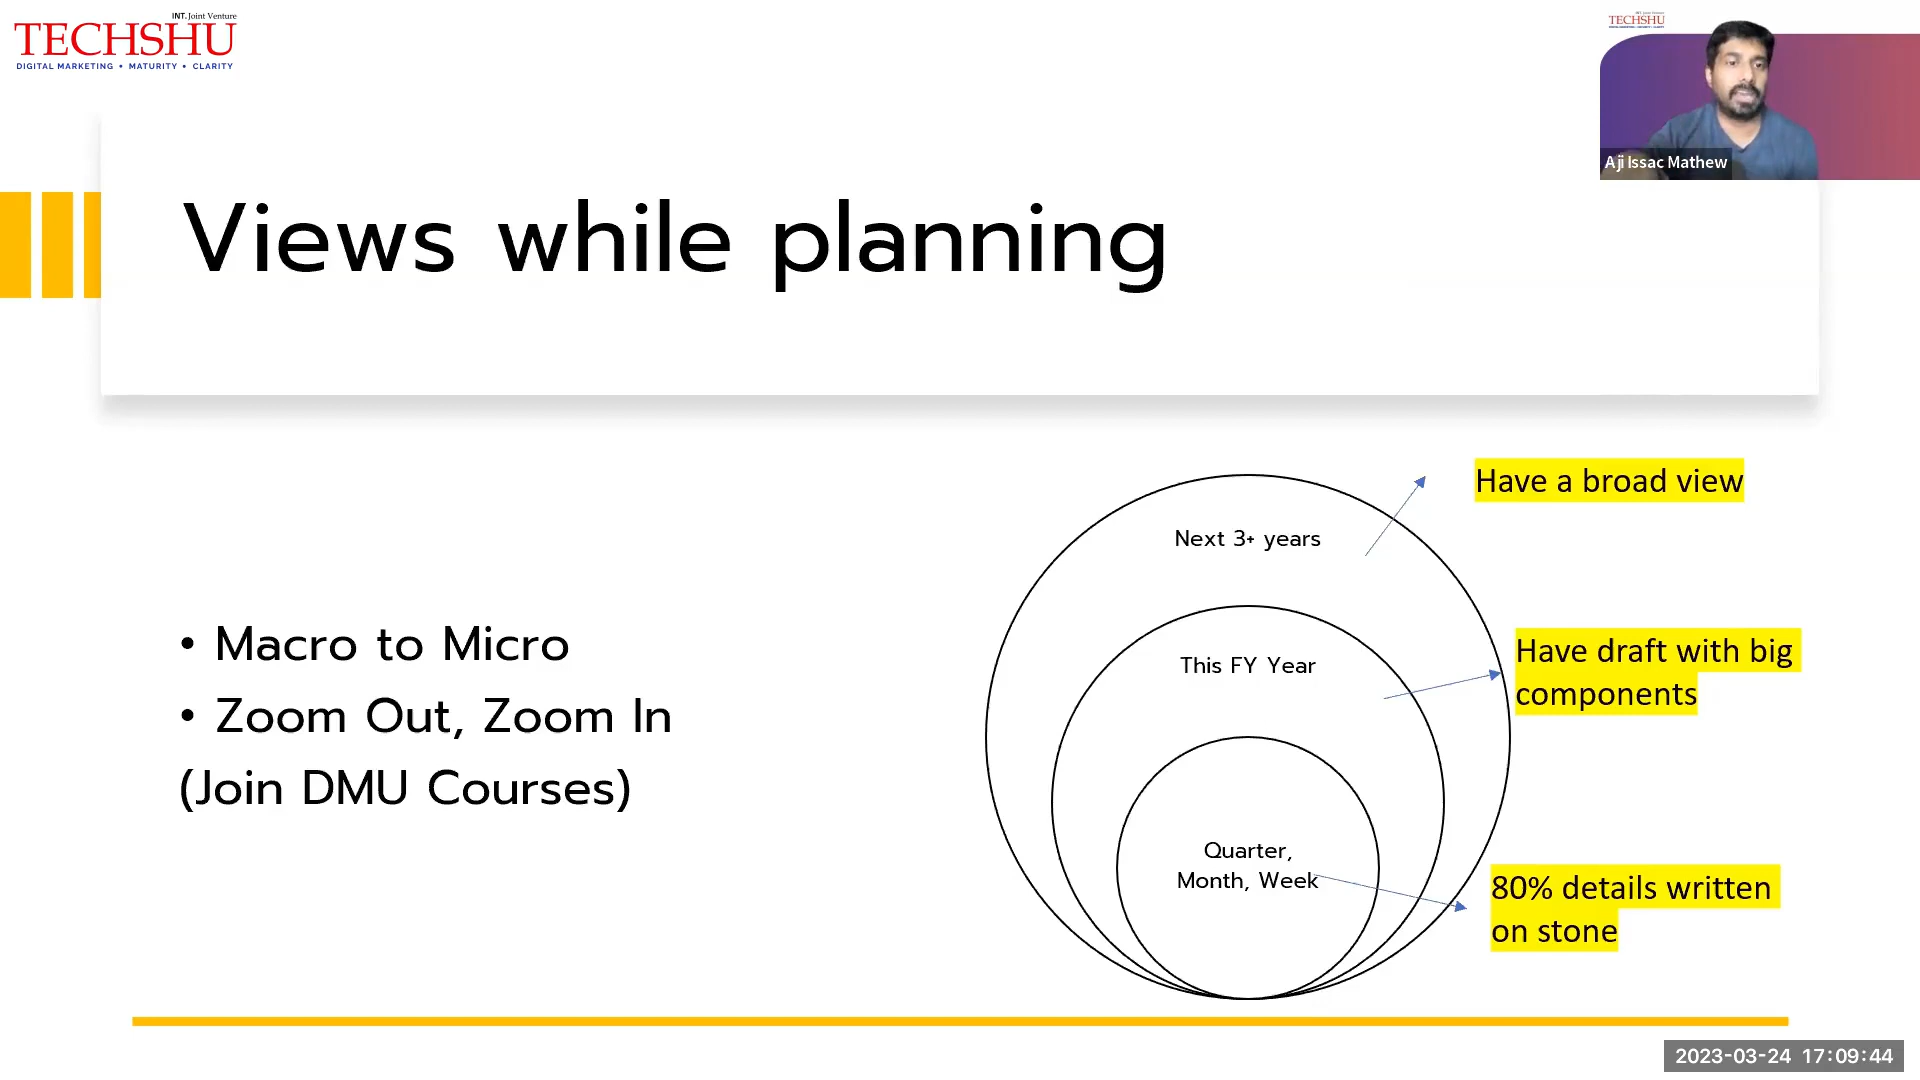 INT. Joint Venture
TECHSHU
DIGITAL MARKETING • MATURITY • CLARITY
TECHSHU
Aji Issac Mathew
Views while planning
• Macro to Micro
• Zoom Out, Zoom In
(Join DMU Courses)
Next 3+ years
This FY Year
Quarter,
Month, Week
Have a broad view
Have draft with big
components
80% details written
on stone
2023-03-24 17:09:44